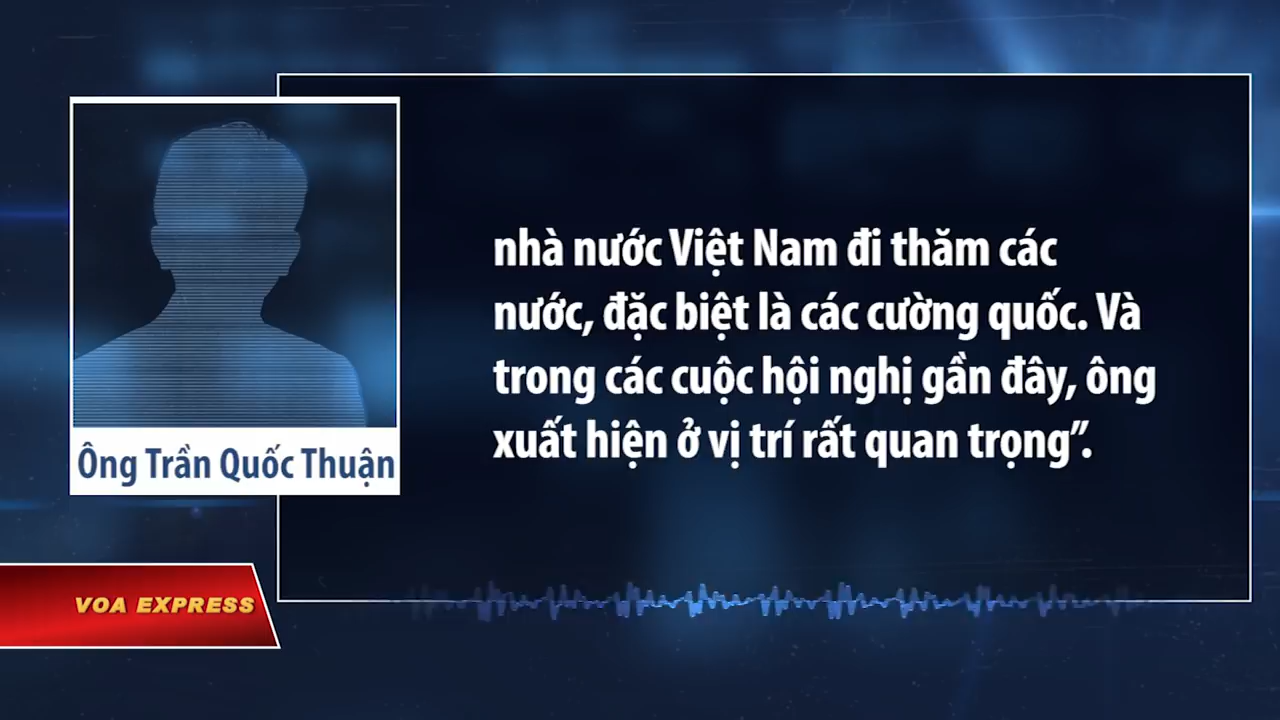 nhà nước Việt Nam đi thăm các
nước, đặc biệt là các cường quốc. Và
trong các cuộc hội nghị gần đây, ông
xuất hiện ở vị trí rất quan trọng”.
Ông Trần Quốc Thuận
VOA EXPRESS